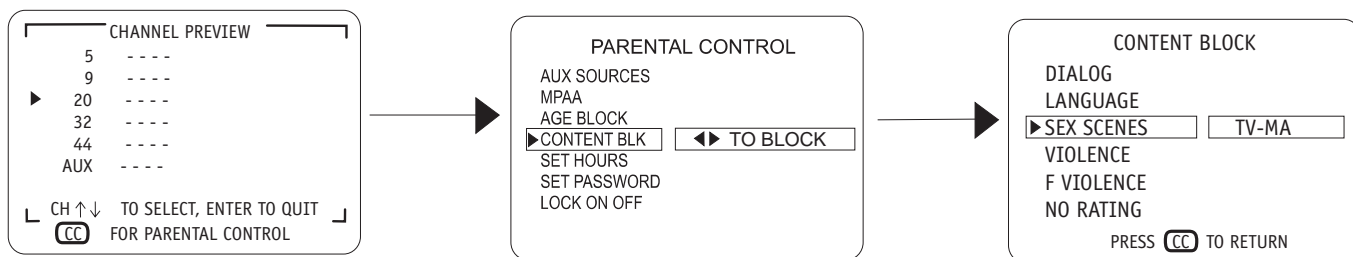 CHANNEL PREVIEW
5 - - - -
9 - - - -
▶ 20 - - - -
32 - - - -
44 - - - -
AUX - - - -
CH ↑↓ TO SELECT, ENTER TO QUIT
CC FOR PARENTAL CONTROL
PARENTAL CONTROL
AUX SOURCES
MPAA
AGE BLOCK
▶CONTENT BLK ◀▶ TO BLOCK
SET HOURS
SET PASSWORD
LOCK ON OFF
CONTENT BLOCK
DIALOG
LANGUAGE
▶SEX SCENES TV-MA
VIOLENCE
F VIOLENCE
NO RATING
PRESS CC TO RETURN